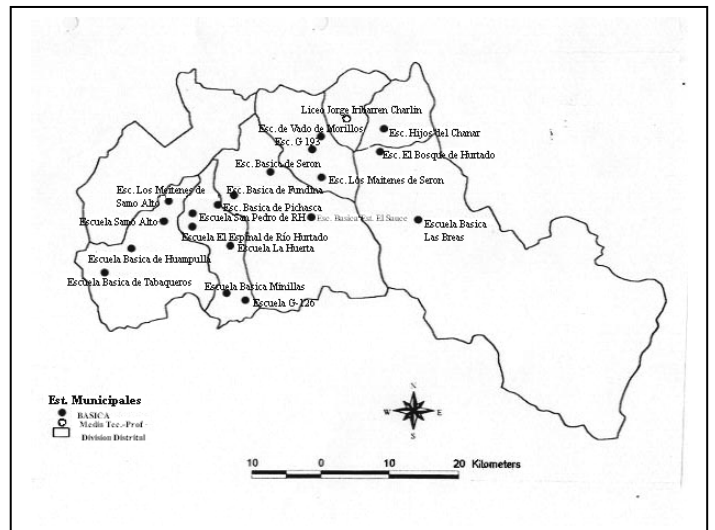 Liceo Jorge Iribarren Charlin
Esc. de Vado de Morillos
Esc. Hijos del Chanar
Esc. G 193
Esc. El Bosque de Hurtado
Esc. Basica de Seron
Esc. Los Maitenes de Seron
Esc. Los Meitenes de
Samo Alto
Esc. Basica de Fundina
Esc. Basica de Pichasca
Escuela San Pedro de RH
Esc. Basica Est. El Sauce
Escuela Samo Alto
Escuela Basica
Las Breas
Escuela El Espinal de Río Hurtado
Escuela La Huerta
Escuela Basica de Huampulla
Escuela Basica de Tabaqueros
Escuela Basica Minillas
Escuela G-126
Est. Municipales
BASICA
Media Tec.-Prof
Division Distrital
N
W E
S
10 0 10 20 Kilometers